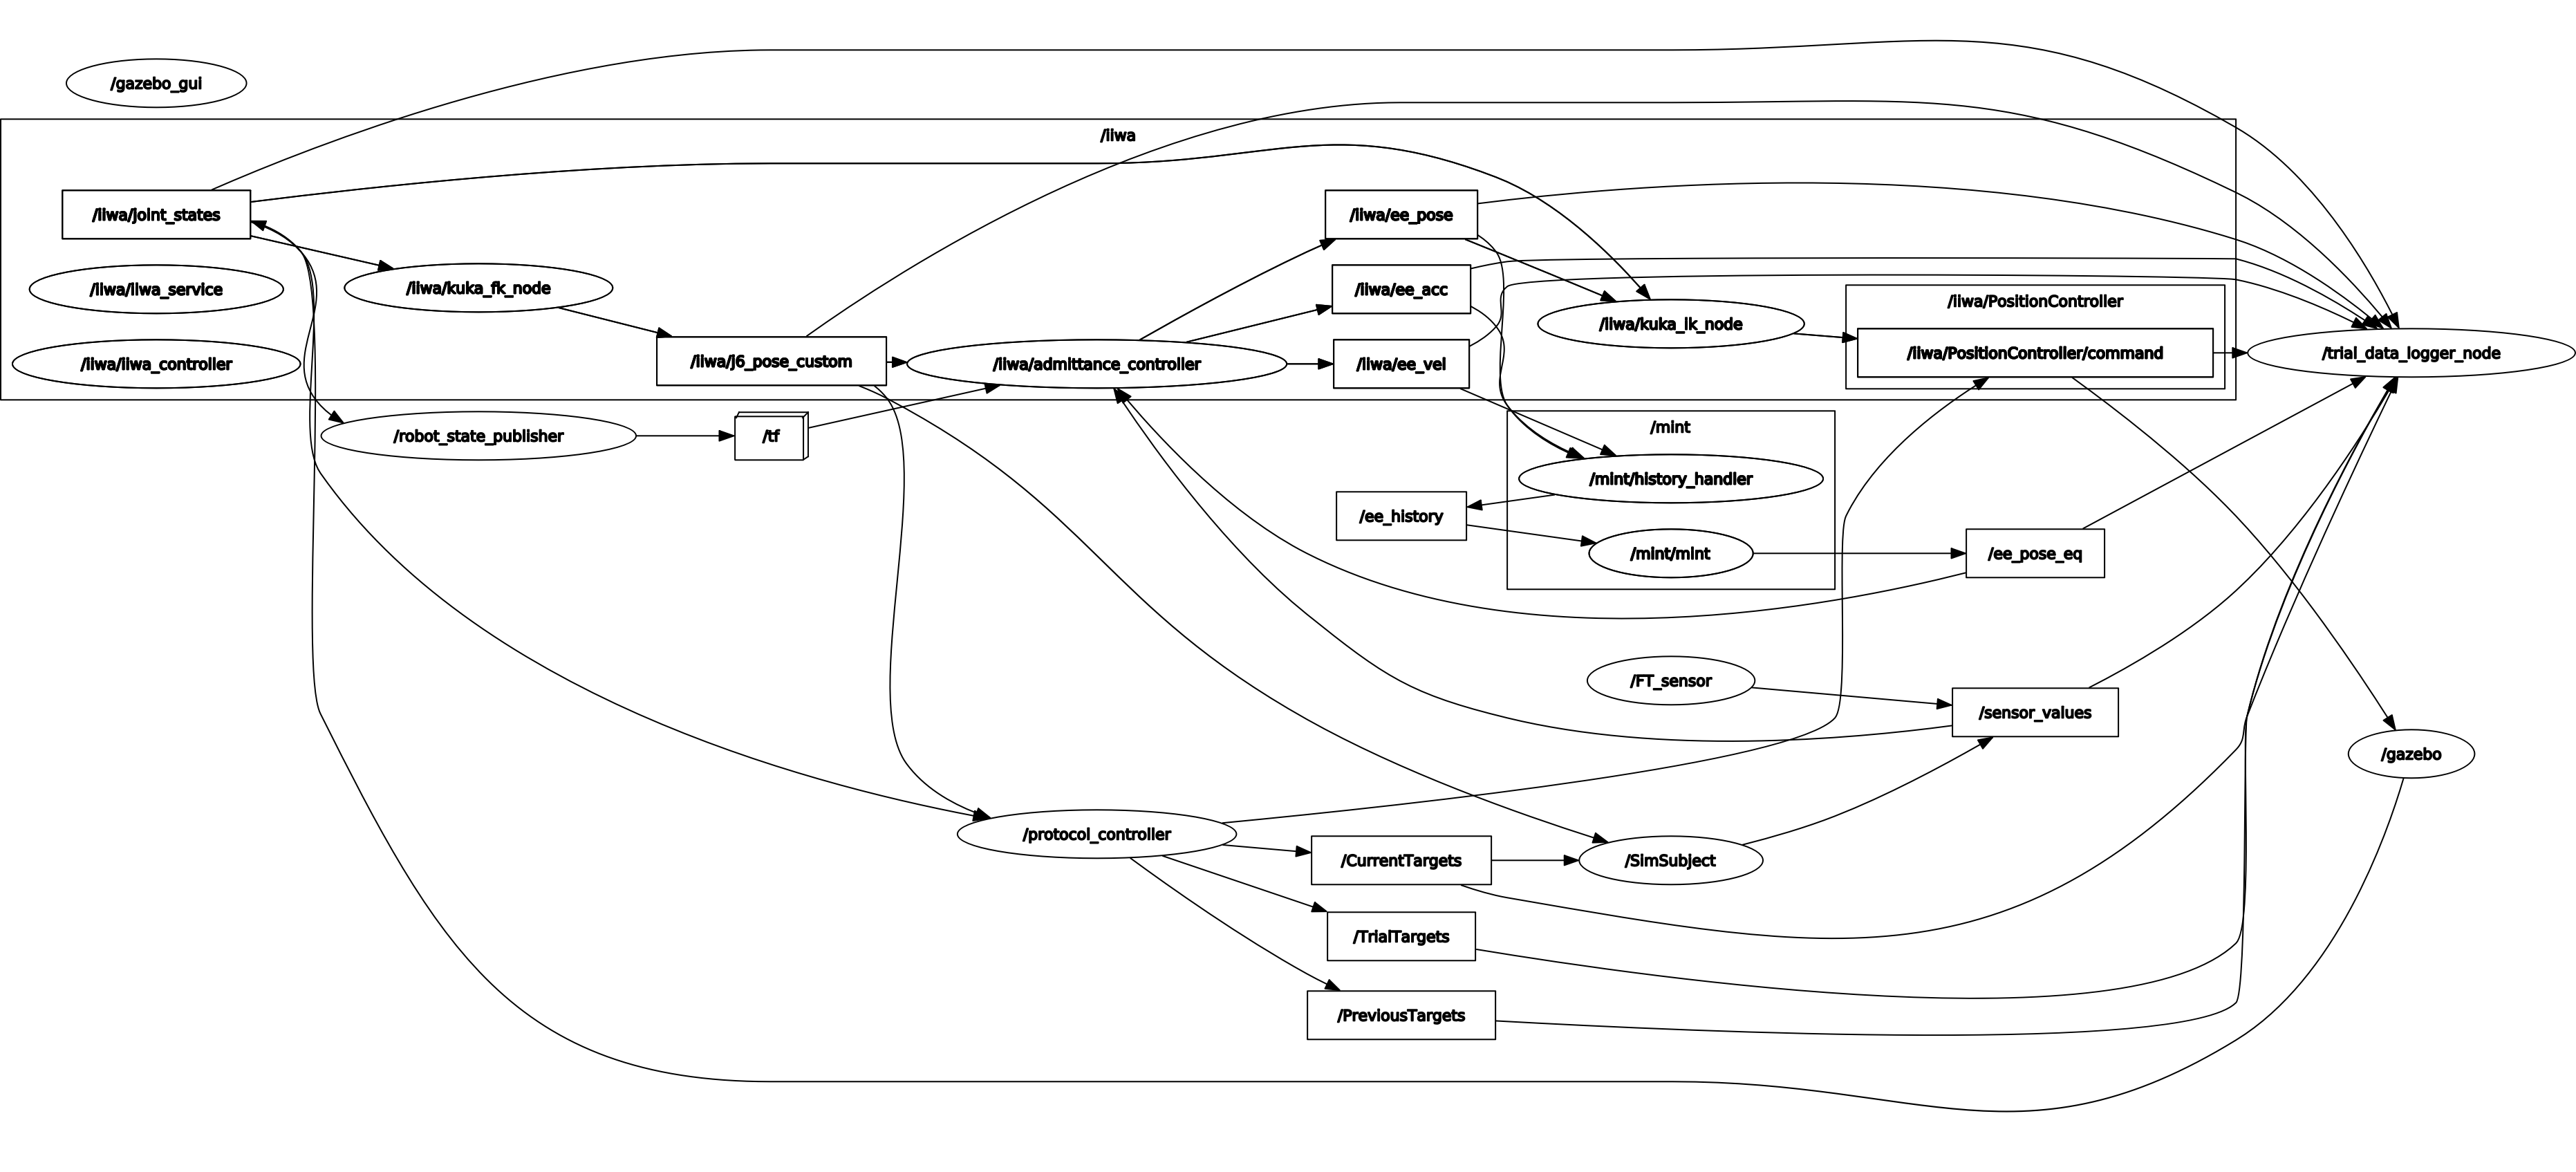 /gazebo_gui
/iiwa
/iiwa/joint_states
/iiwa/ee_pose
/iiwa/iiwa_service
/iiwa/kuka_fk_node
/iiwa/ee_acc
/iiwa/PositionController
/iiwa/kuka_ik_node
/iiwa/iiwa_controller
/iiwa/j6_pose_custom
/iiwa/admittance_controller
/iiwa/ee_vel
/iiwa/PositionController/command
/trial_data_logger_node
/robot_state_publisher
/tf
/mint
/mint/history_handler
/ee_history
/mint/mint
/ee_pose_eq
/FT_sensor
/sensor_values
/gazebo
/protocol_controller
/CurrentTargets
/SimSubject
/TrialTargets
/PreviousTargets